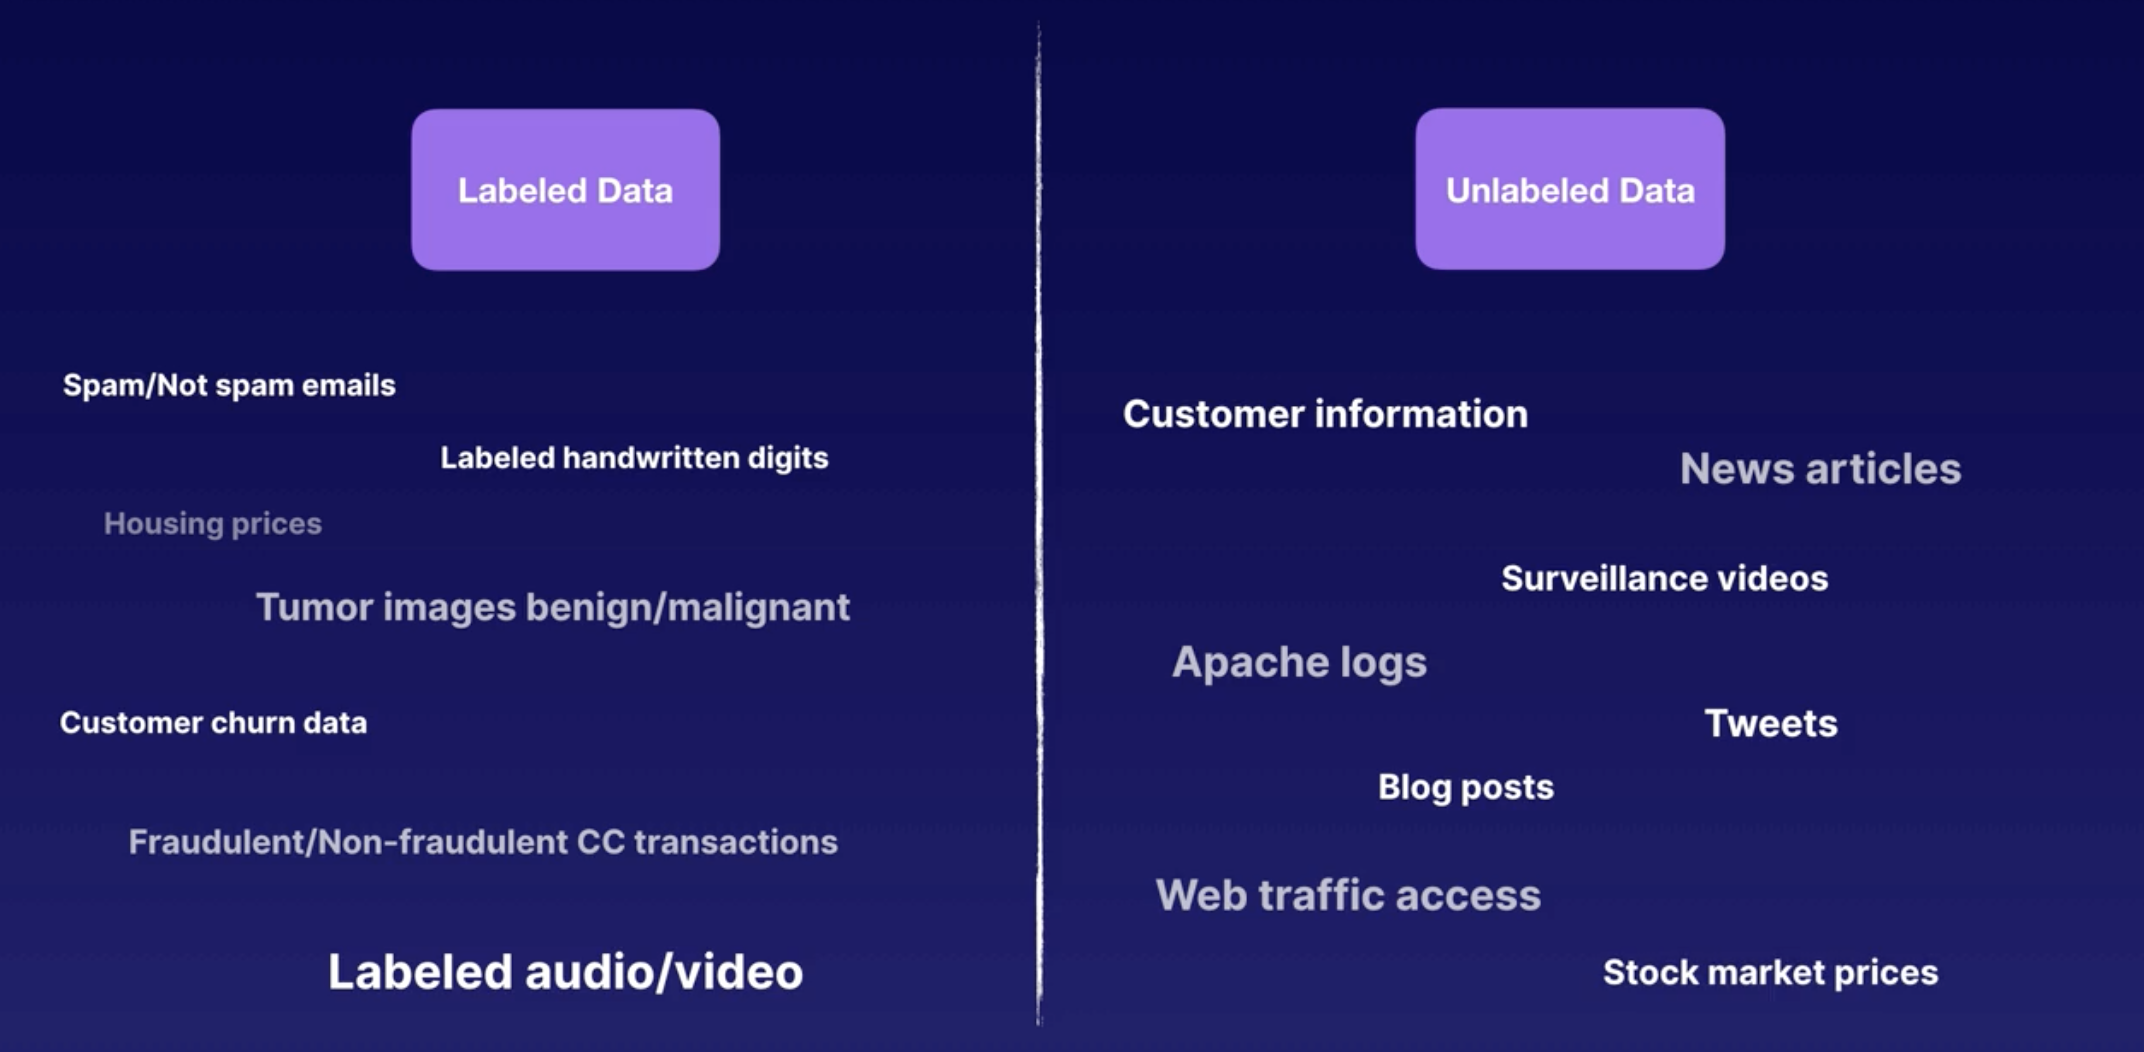 Labeled Data
Spam/Not spam emails
Labeled handwritten digits
Housing prices
Tumor images benign/malignant
Customer churn data
Fraudulent/Non-fraudulent CC transactions
Labeled audio/video
Unlabeled Data
Customer information
News articles
Surveillance videos
Apache logs
Tweets
Blog posts
Web traffic access
Stock market prices